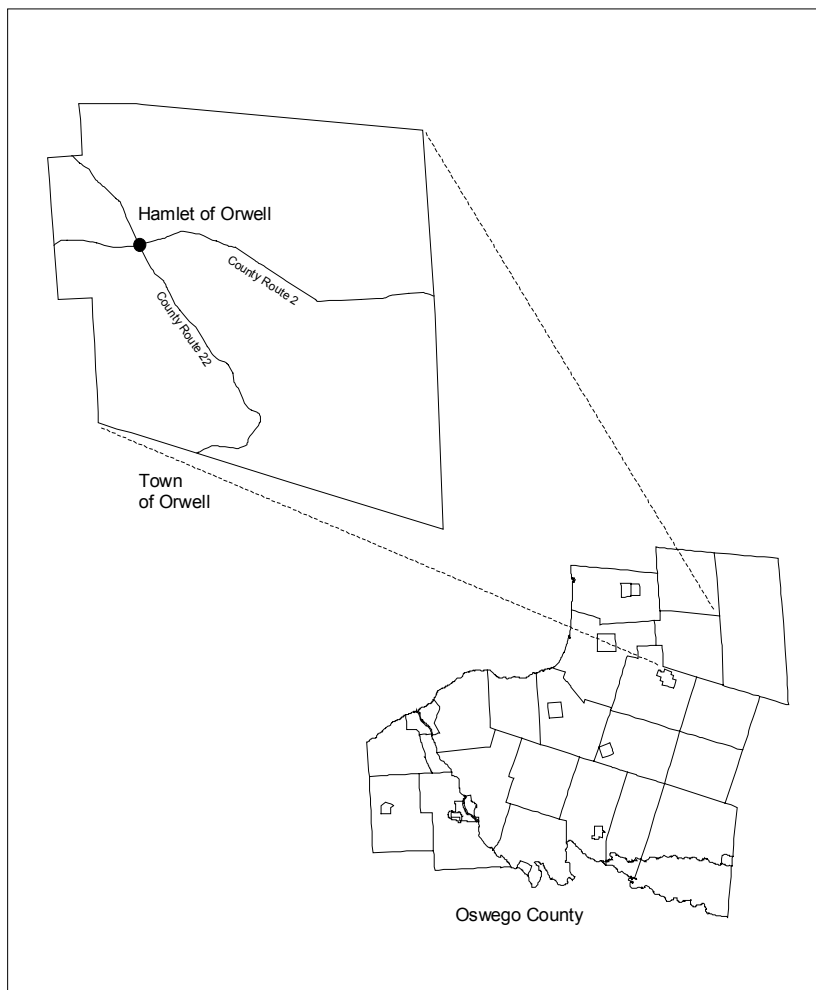 Hamlet of Orwell
County Route 2
County Route 22
Town
of Orwell
Oswego County